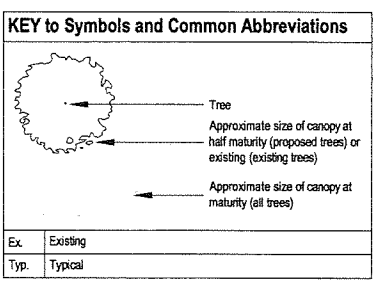 KEY to Symbols and Common Abbreviations
Tree
Approximate size of canopy at
half maturity (proposed trees) or
existing (existing trees)
Approximate size of canopy at
maturity (all trees)
Ex. Existing
Typ. Typical